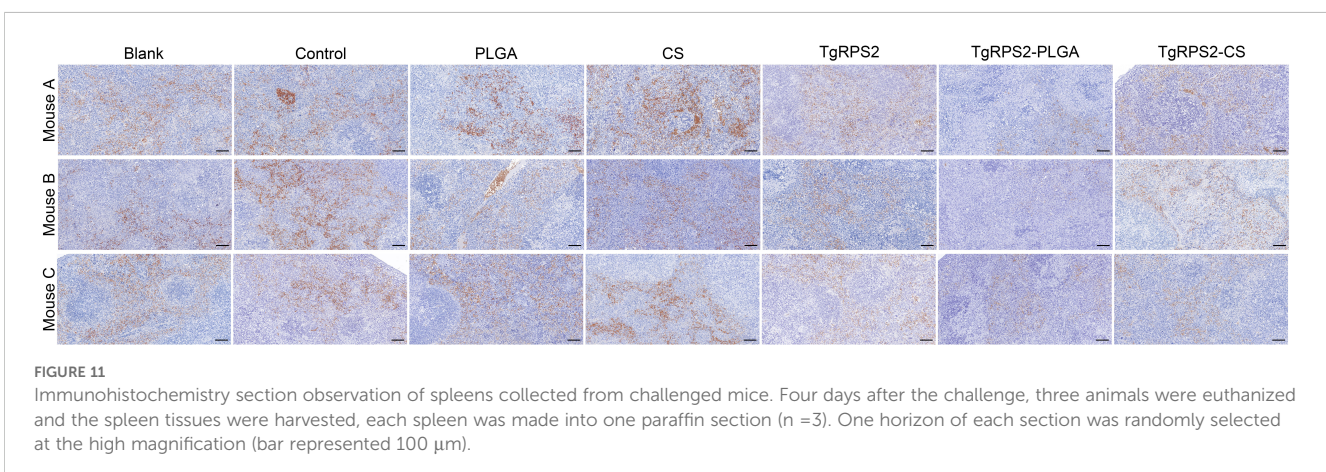 Blank Control PLGA CS TgRPS2 TgRPS2-PLGA TgRPS2-CS
Mouse A
Mouse B
Mouse C
FIGURE 11
Immunohistochemistry section observation of spleens collected from challenged mice. Four days after the challenge, three animals were euthanized
and the spleen tissues were harvested, each spleen was made into one paraffin section (n =3). One horizon of each section was randomly selected
at the high magnification (bar represented 100 μm).